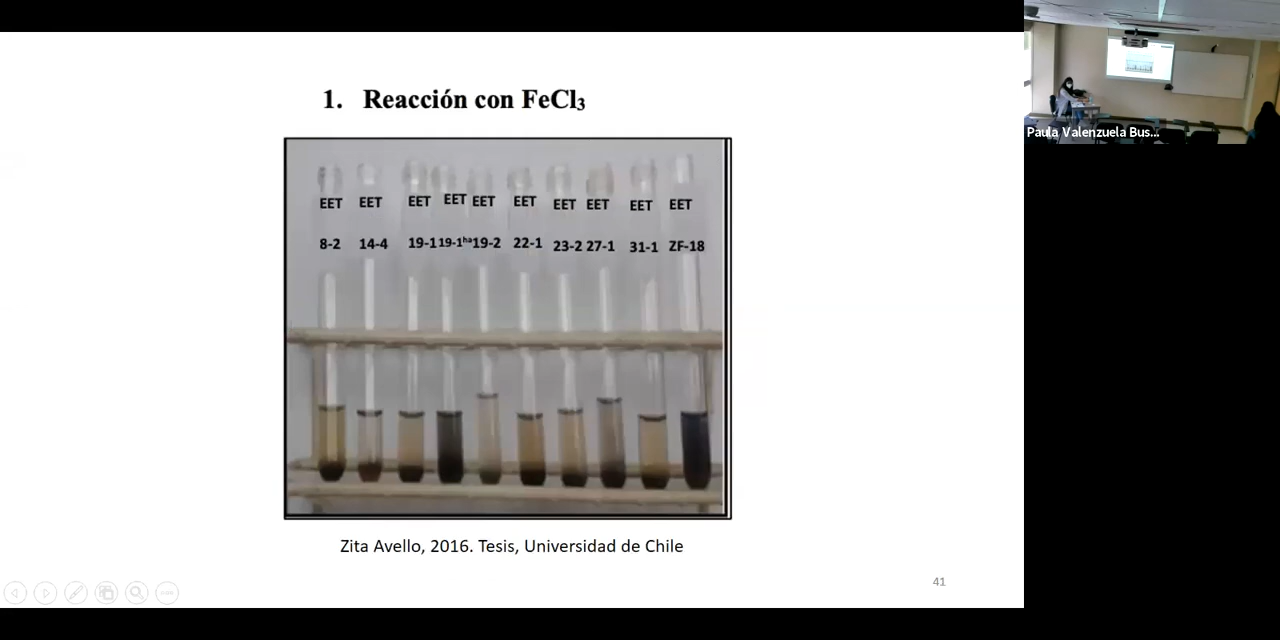 1. Reacción con FeCl₃
EET EET EET EET EET EET EET EET EET EET
8-2 14-4 19-1 19-1ʰᵃ 19-2 22-1 23-2 27-1 31-1 ZF-18
Zita Avello, 2016. Tesis, Universidad de Chile
41
Paula Valenzuela Bus...